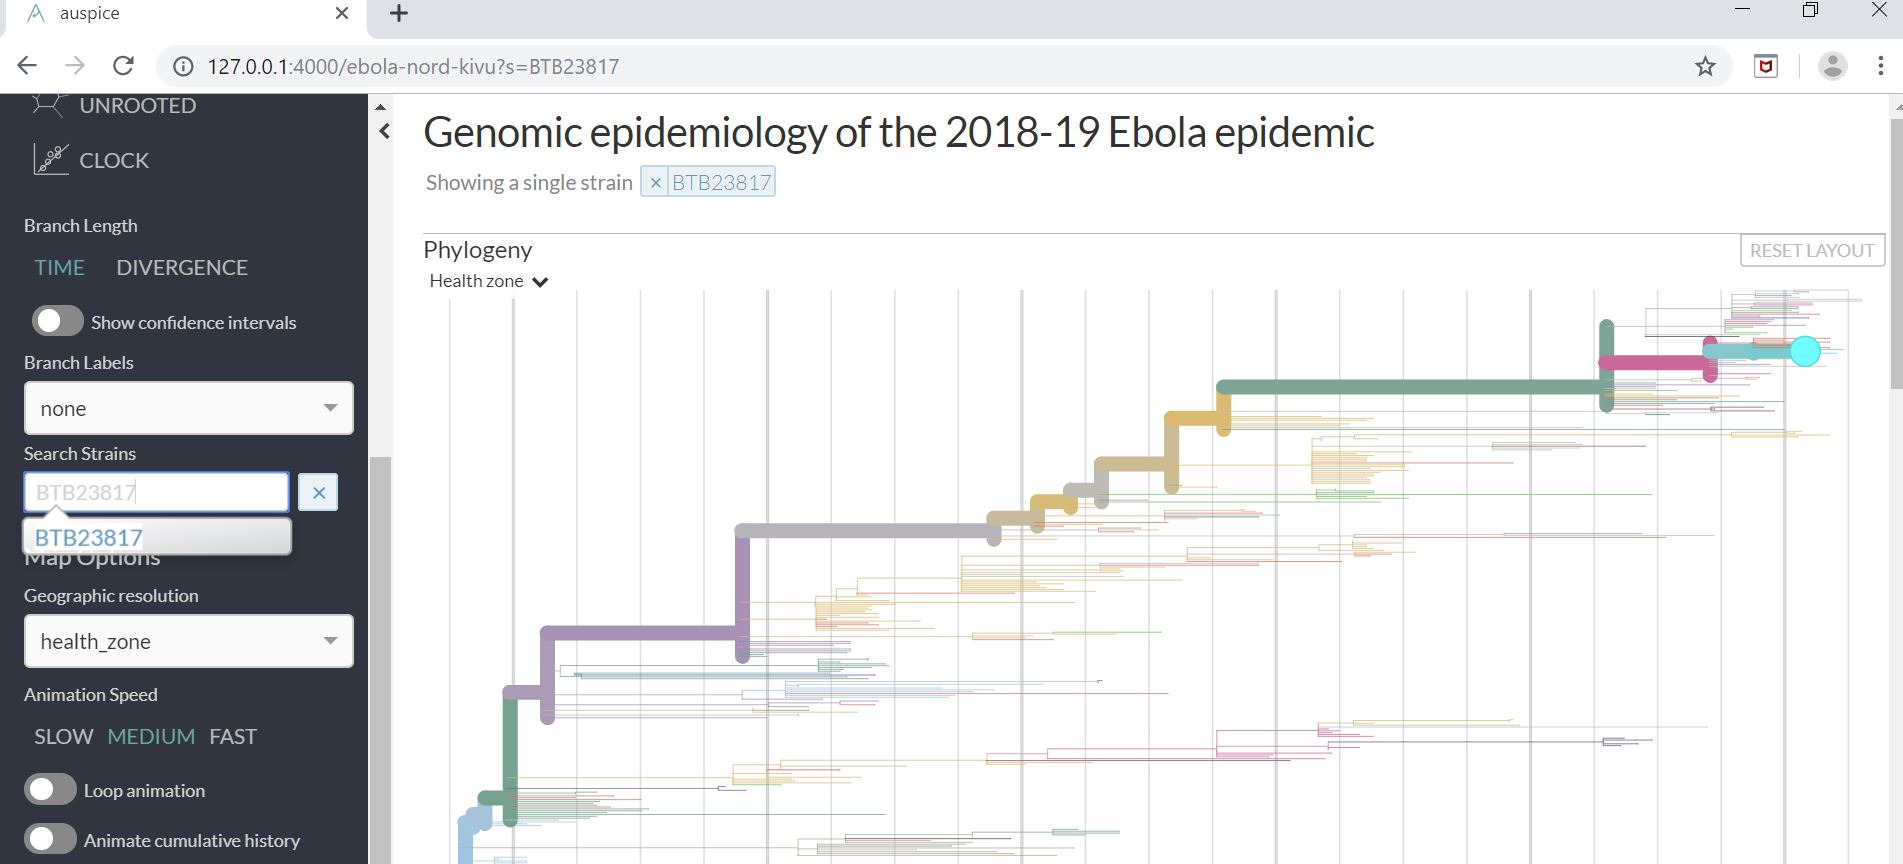 auspice
127.0.0.1:4000/ebola-nord-kivu?s=BTB23817
UNROOTED
CLOCK
Branch Length
TIME DIVERGENCE
Show confidence intervals
Branch Labels
none
Search Strains
BTB23817
BTB23817
Map Options
Geographic resolution
health_zone
Animation Speed
SLOW MEDIUM FAST
Loop animation
Animate cumulative history
Genomic epidemiology of the 2018-19 Ebola epidemic
Showing a single strain × BTB23817
Phylogeny
RESET LAYOUT
Health zone